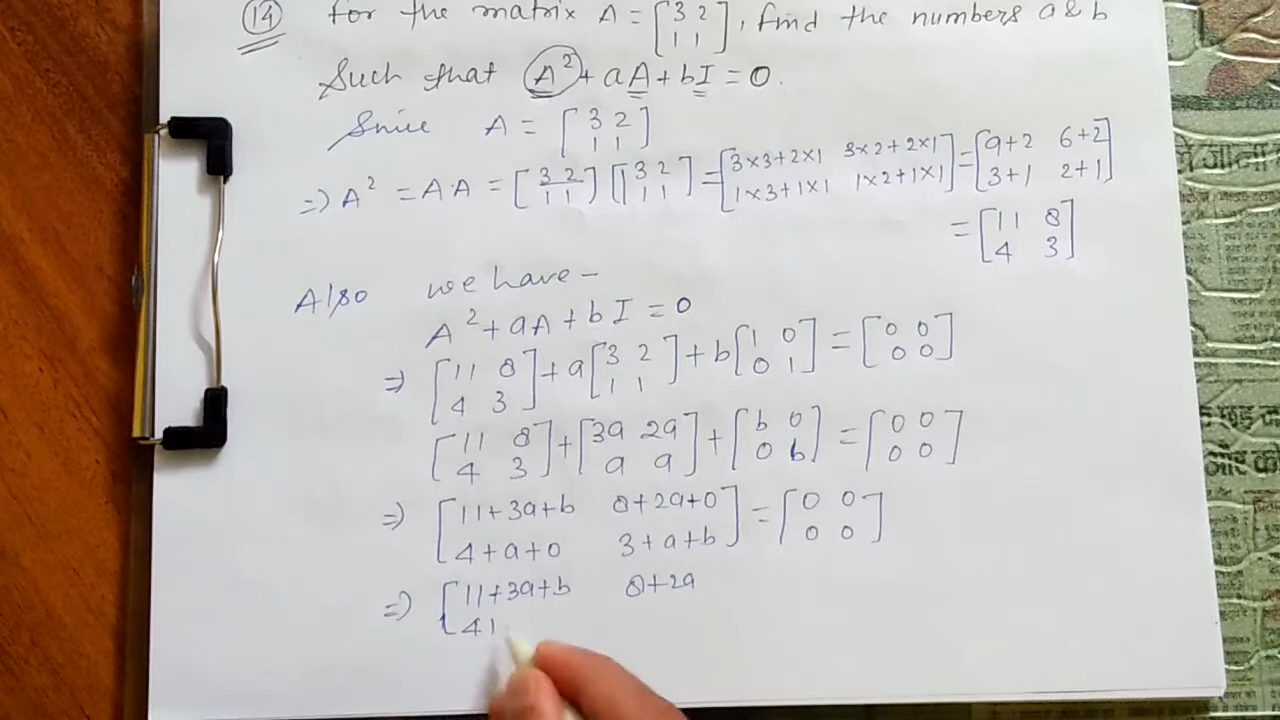 (14) For the matrix A = [3 2; 1 1], find the numbers a & b
Such that A² + aA + bI = 0.
Since A = [3 2; 1 1]
=> A² = A·A = [3 2; 1 1] [3 2; 1 1] = [3×3+2×1 3×2+2×1; 1×3+1×1 1×2+1×1] = [9+2 6+2; 3+1 2+1]
= [11 8; 4 3]
Also we have –
A² + aA + bI = 0
=> [11 8; 4 3] + a[3 2; 1 1] + b[1 0; 0 1] = [0 0; 0 0]
[11 8; 4 3] + [3a 2a; a a] + [b 0; 0 b] = [0 0; 0 0]
=> [11+3a+b 8+2a+0; 4+a+0 3+a+b] = [0 0; 0 0]
=> [11+3a+b 8+2a
4